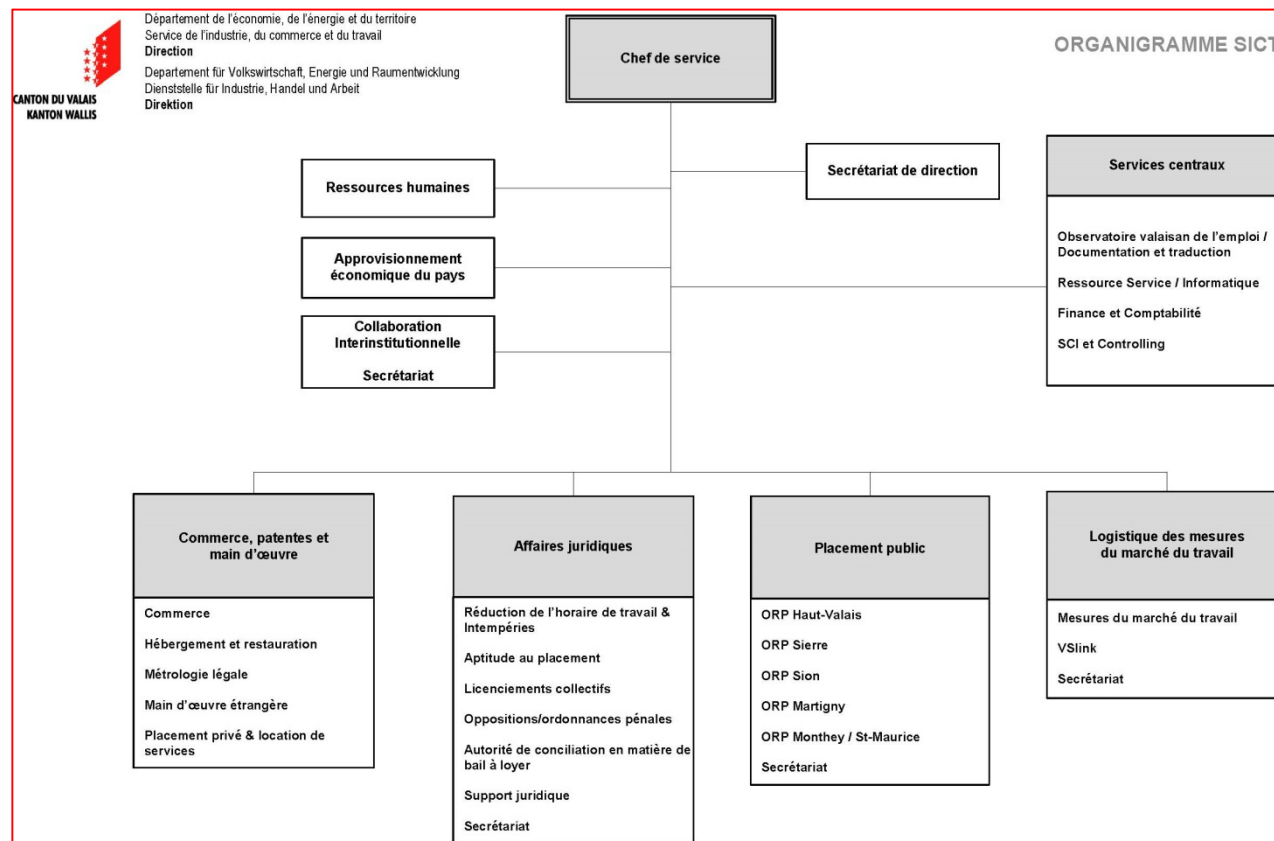 Département de l'économie, de l'énergie et du territoire
Service de l'industrie, du commerce et du travail
Direction
Departement für Volkswirtschaft, Energie und Raumentwicklung
Dienststelle für Industrie, Handel und Arbeit
Direktion
CANTON DU VALAIS
KANTON WALLIS
ORGANIGRAMME SICT
Chef de service
Ressources humaines
Secrétariat de direction
Approvisionnement
économique du pays
Collaboration
Interinstitutionnelle
Secrétariat
Services centraux
Observatoire valaisan de l'emploi /
Documentation et traduction
Ressource Service / Informatique
Finance et Comptabilité
SCI et Controlling
Commerce, patentes et
main d'œuvre
Commerce
Hébergement et restauration
Métrologie légale
Main d'œuvre étrangère
Placement privé & location de
services
Affaires juridiques
Réduction de l'horaire de travail &
Intempéries
Aptitude au placement
Licenciements collectifs
Oppositions/ordonnances pénales
Autorité de conciliation en matière de
bail à loyer
Support juridique
Secrétariat
Placement public
ORP Haut-Valais
ORP Sierre
ORP Sion
ORP Martigny
ORP Monthey / St-Maurice
Secrétariat
Logistique des mesures
du marché du travail
Mesures du marché du travail
VSlink
Secrétariat